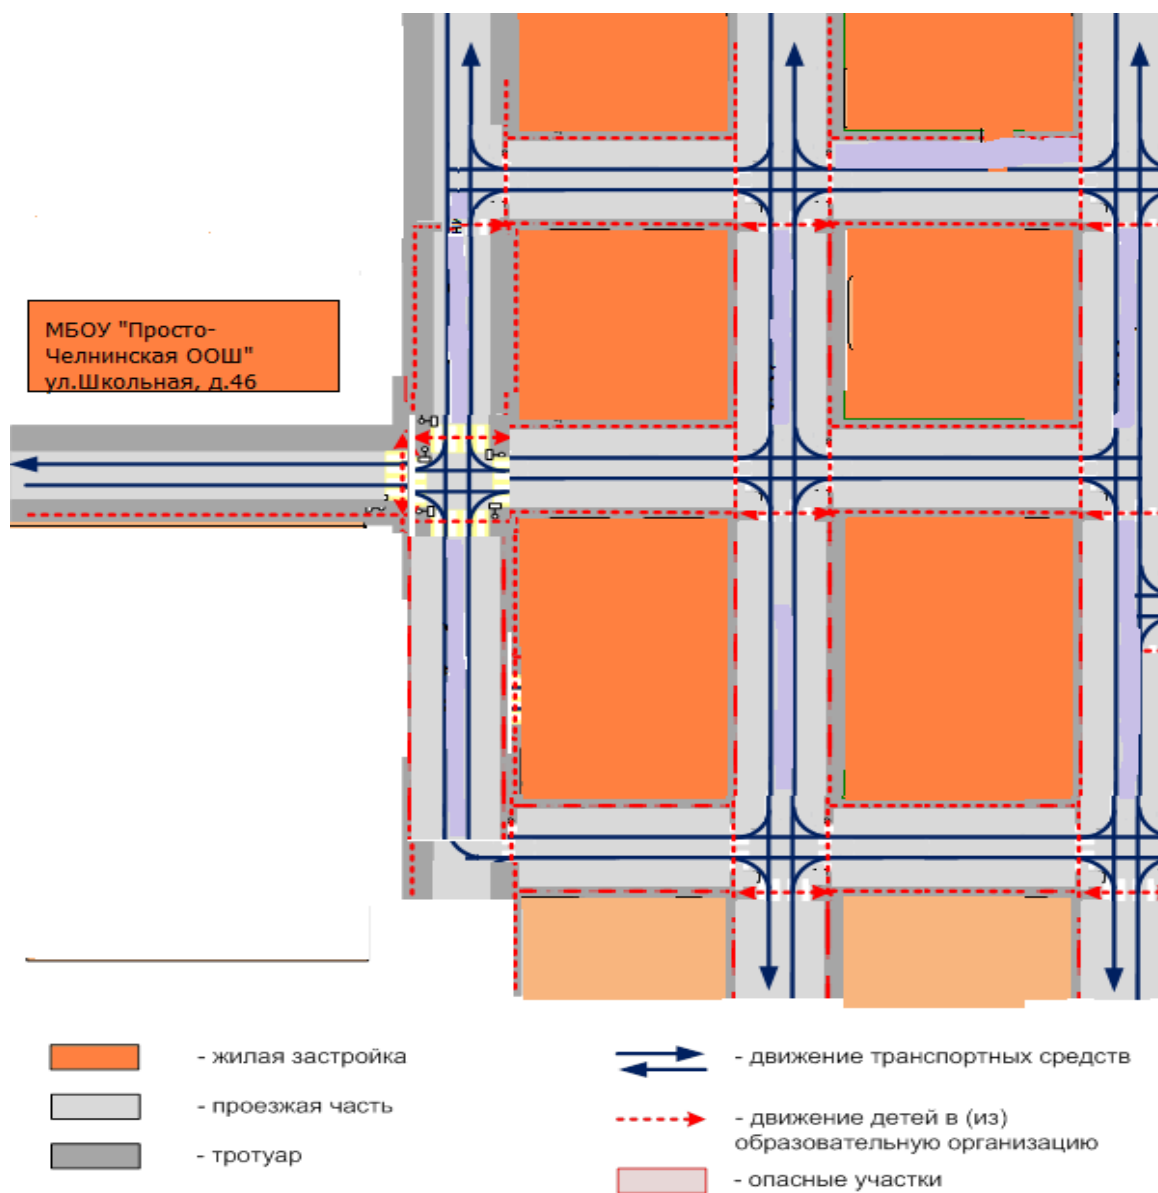 МБОУ "Просто-
Челнинская ООШ"
ул.Школьная, д.46
- жилая застройка
- проезжая часть
- тротуар
- движение транспортных средств
- движение детей в (из)
образовательную организацию
- опасные участки